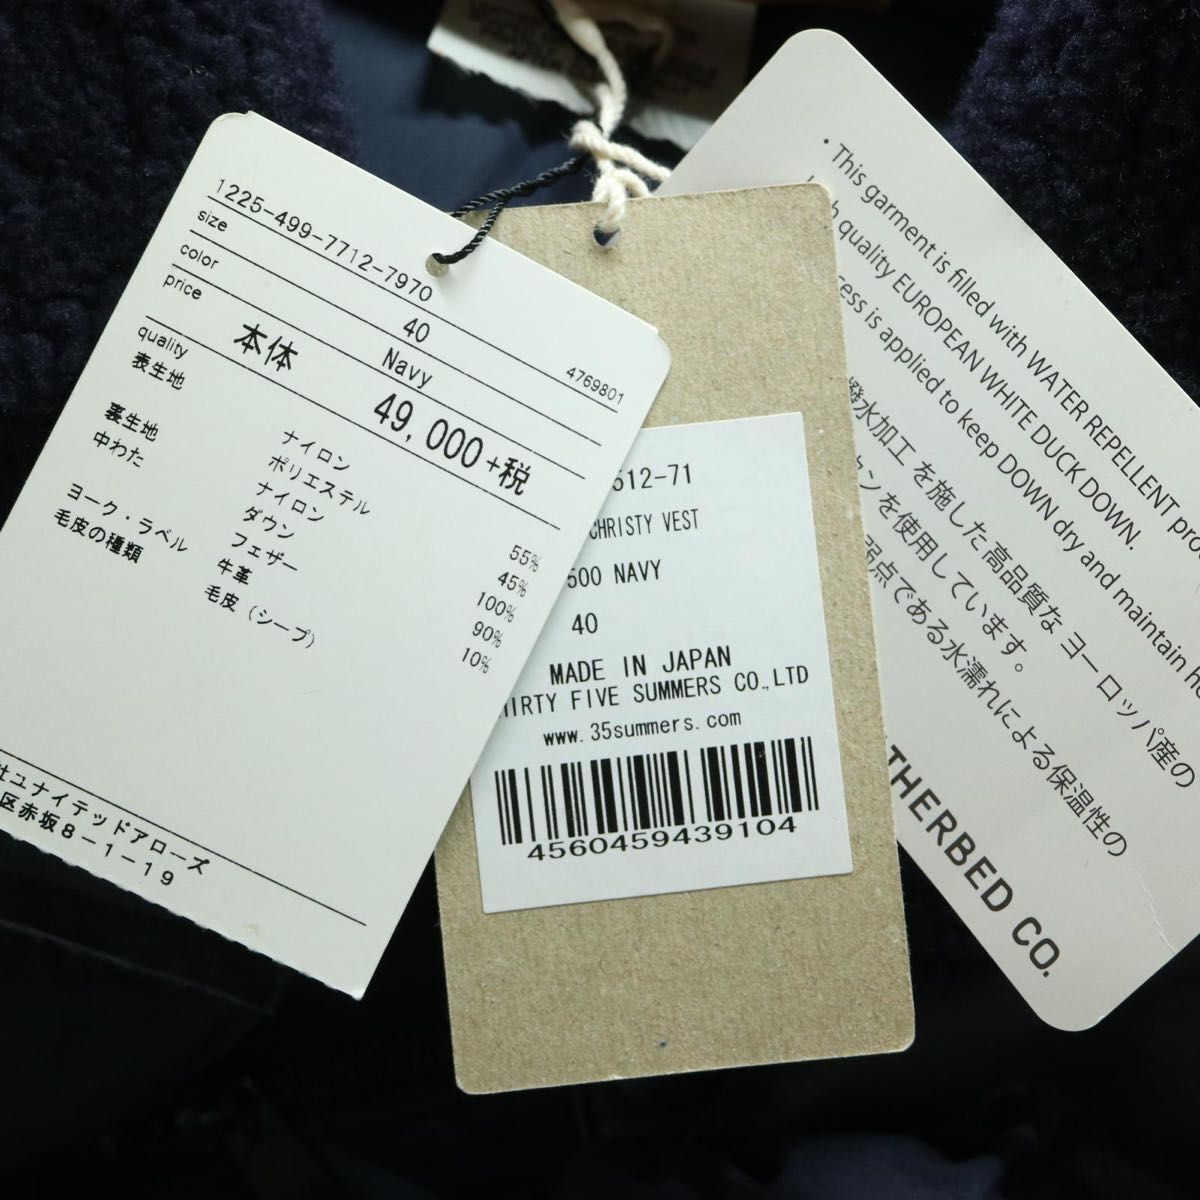 1225-499-7712-7970
size 40 4769801
color Navy
price 本体 49,000+税
quality
表生地 ナイロン 55%
ポリエステル 45%
裏生地 ナイロン 100%
中わた ダウン 90%
フェザー 10%
ヨーク・ラベル 牛革
毛皮の種類 毛皮(シープ)
ユナイテッドアローズ
区赤坂8-1-19
512-71
CHRISTY VEST
500 NAVY
40
MADE IN JAPAN
HIRTY FIVE SUMMERS CO.,LTD
www.35summers.com
4560459439104
・This garment is filled with WATER REPELLENT pro
h quality EUROPEAN WHITE DUCK DOWN.
cess is applied to keep DOWN dry and maintain
撥水加工 を施した高品質な ヨーロッパ産の
を使用しています。
弱点である水濡れによる保温性の
THERBED CO.